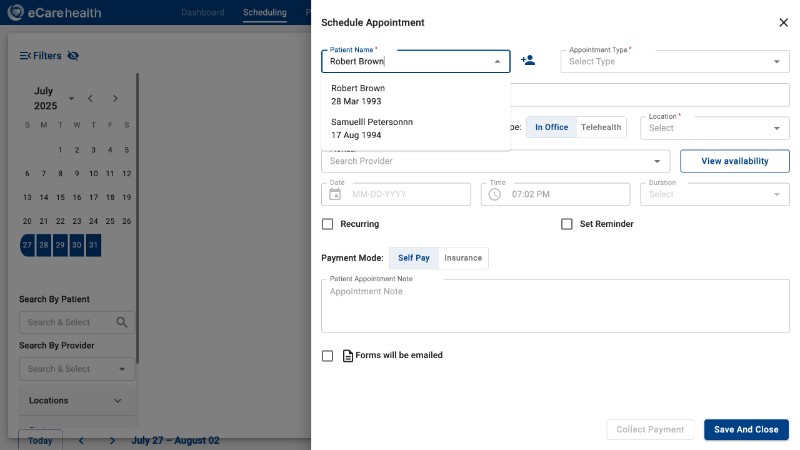 eCarehealth
Dashboard
Scheduling
Schedule Appointment
Filters
July
2025
S M T W T F S
1 2 3 4 5
6 7 8 9 10 11 12
13 14 15 16 17 18 19
20 21 22 23 24 25 26
27 28 29 30 31
Search By Patient
Search & Select
Search By Provider
Search & Select
Locations
Today
July 27 – August 02
Patient Name *
Robert Brown
Appointment Type *
Select Type
Robert Brown
28 Mar 1993
Samuelll Petersonnn
17 Aug 1994
In Office
Telehealth
Location *
Select
Search Provider
View availability
Date
MM-DD-YYYY
Time
07:02 PM
Duration
Select
Recurring
Set Reminder
Payment Mode:
Self Pay
Insurance
Patient Appointment Note
Appointment Note
Forms will be emailed
Collect Payment
Save And Close